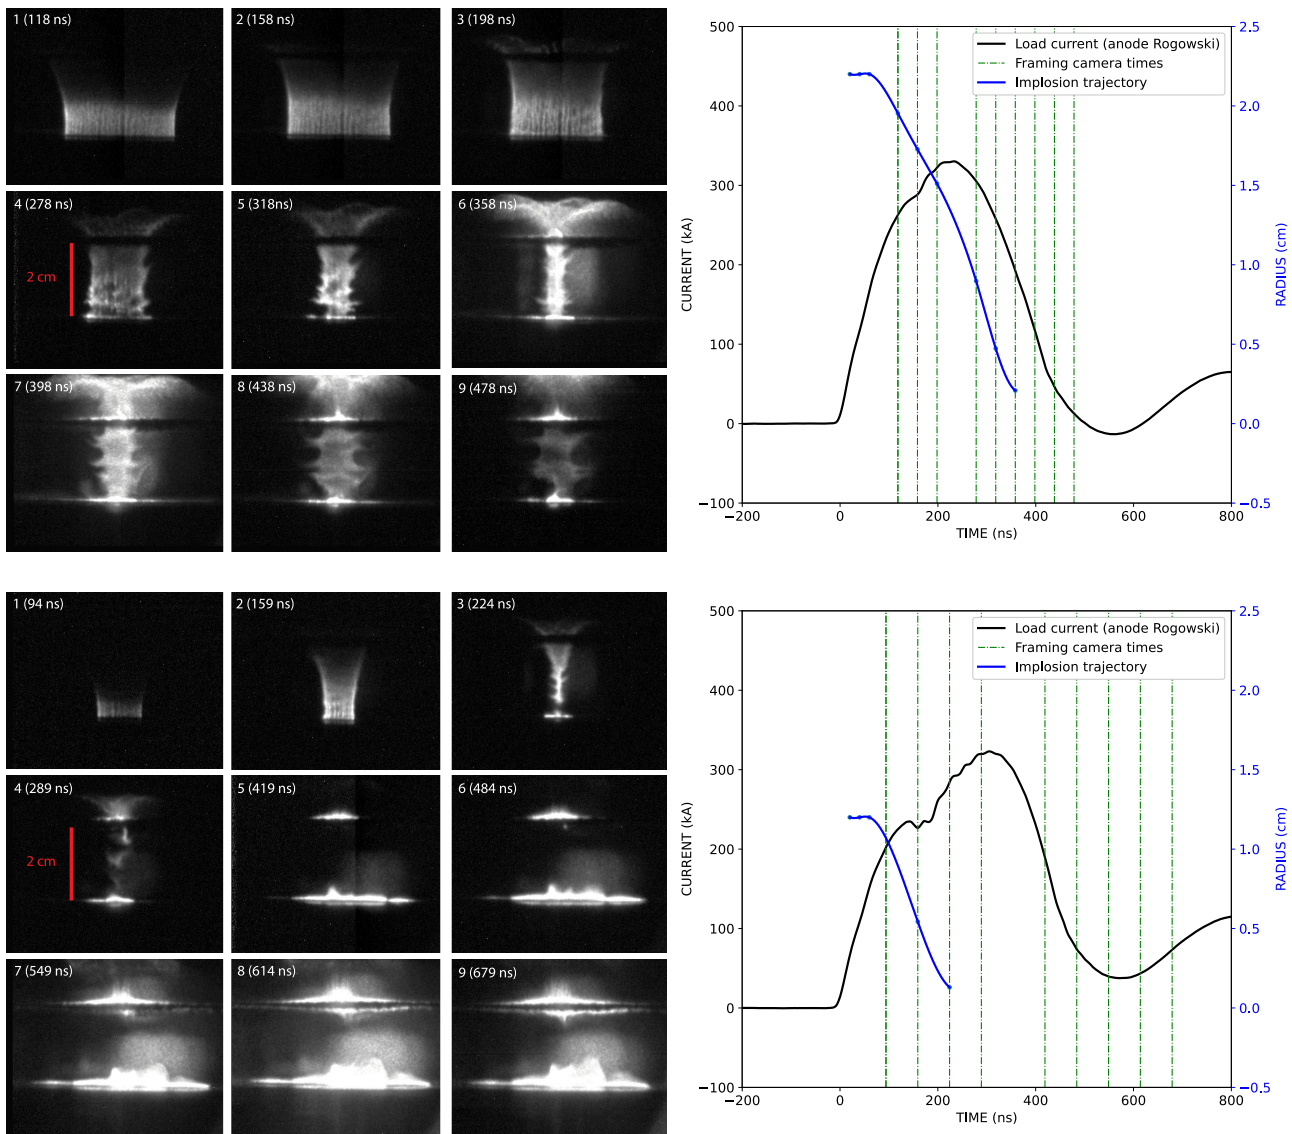 1 (118 ns)
2 (158 ns)
3 (198 ns)
4 (278 ns)
5 (318ns)
6 (358 ns)
2 cm
7 (398 ns)
8 (438 ns)
9 (478 ns)
500
400
300
200
100
0
−100
CURRENT (kA)
Load current (anode Rogowski)
Framing camera times
Implosion trajectory
2.5
2.0
1.5
1.0
0.5
0.0
−0.5
RADIUS (cm)
−200
0
200
400
600
800
TIME (ns)
1 (94 ns)
2 (159 ns)
3 (224 ns)
4 (289 ns)
5 (419 ns)
6 (484 ns)
2 cm
7 (549 ns)
8 (614 ns)
9 (679 ns)
500
400
300
200
100
0
−100
CURRENT (kA)
Load current (anode Rogowski)
Framing camera times
Implosion trajectory
2.5
2.0
1.5
1.0
0.5
0.0
−0.5
RADIUS (cm)
−200
0
200
400
600
800
TIME (ns)